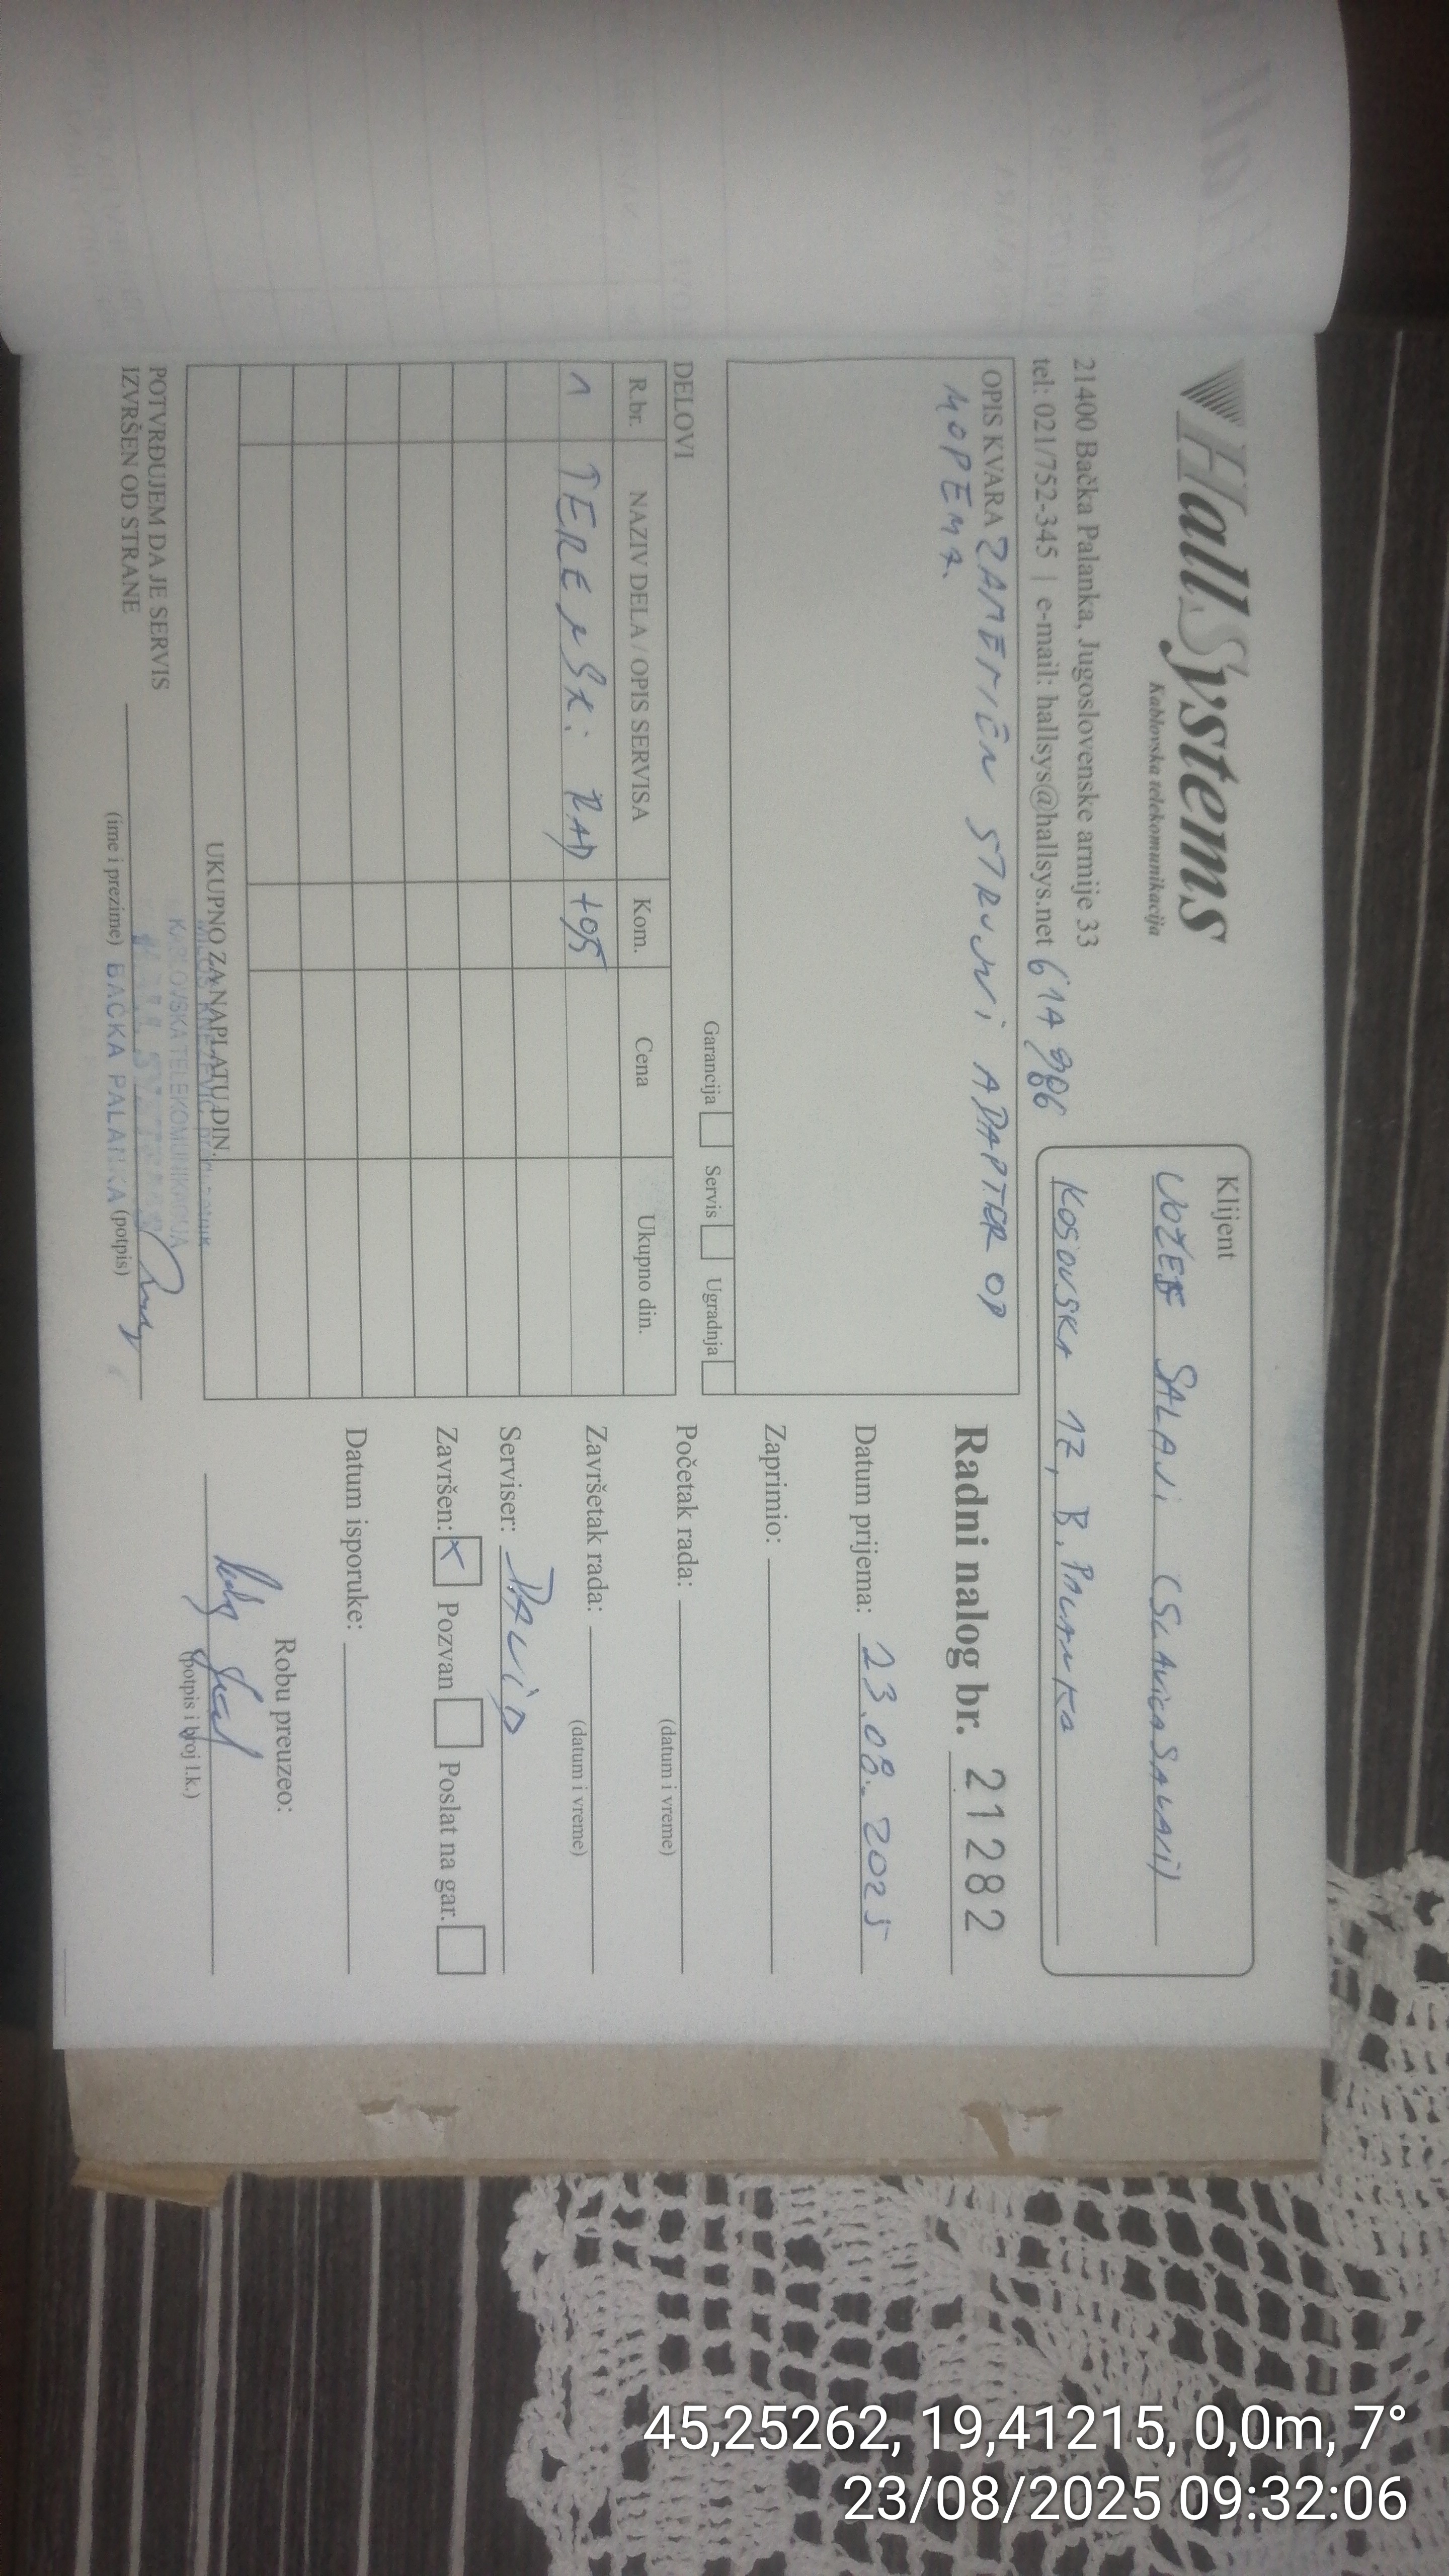 HallSystems
Kablovska telekomunikacija
21400 Bačka Palanka, Jugoslovenske armije 33
tel: 021/752-345 | e-mail: hallsys@hallsys.net 614 986
Klijent
JOŽEF SALAJI (SLAVICA SALAJI)
KOSOVSKA 17, B. PALANKA
OPIS KVARA ZAMENJEN STRUJNI ADAPTER OD
MODEMA.
Garancija Servis Ugradnja
DELOVI
R.br. NAZIV DELA / OPIS SERVISA Kom. Cena Ukupno din.
1 TERENSKI RAD
UKUPNO ZA NAPLATU DIN.
Radni nalog br. 21282
Datum prijema: 23.08.2025
Zaprimio:
Početak rada:
(datum i vreme)
Završetak rada:
(datum i vreme)
Serviser: DAVID
Završen: X Pozvan Poslat na gar.
Datum isporuke:
Robu preuzeo:
(potpis i broj l.k.)
POTVRĐUJEM DA JE SERVIS
IZVRŠEN OD STRANE
(ime i prezime) (potpis)
KABLOVSKA TELEKOMUNIKACIJA
BAČKA PALANKA
45,25262, 19,41215, 0,0m, 7°
23/08/2025 09:32:06